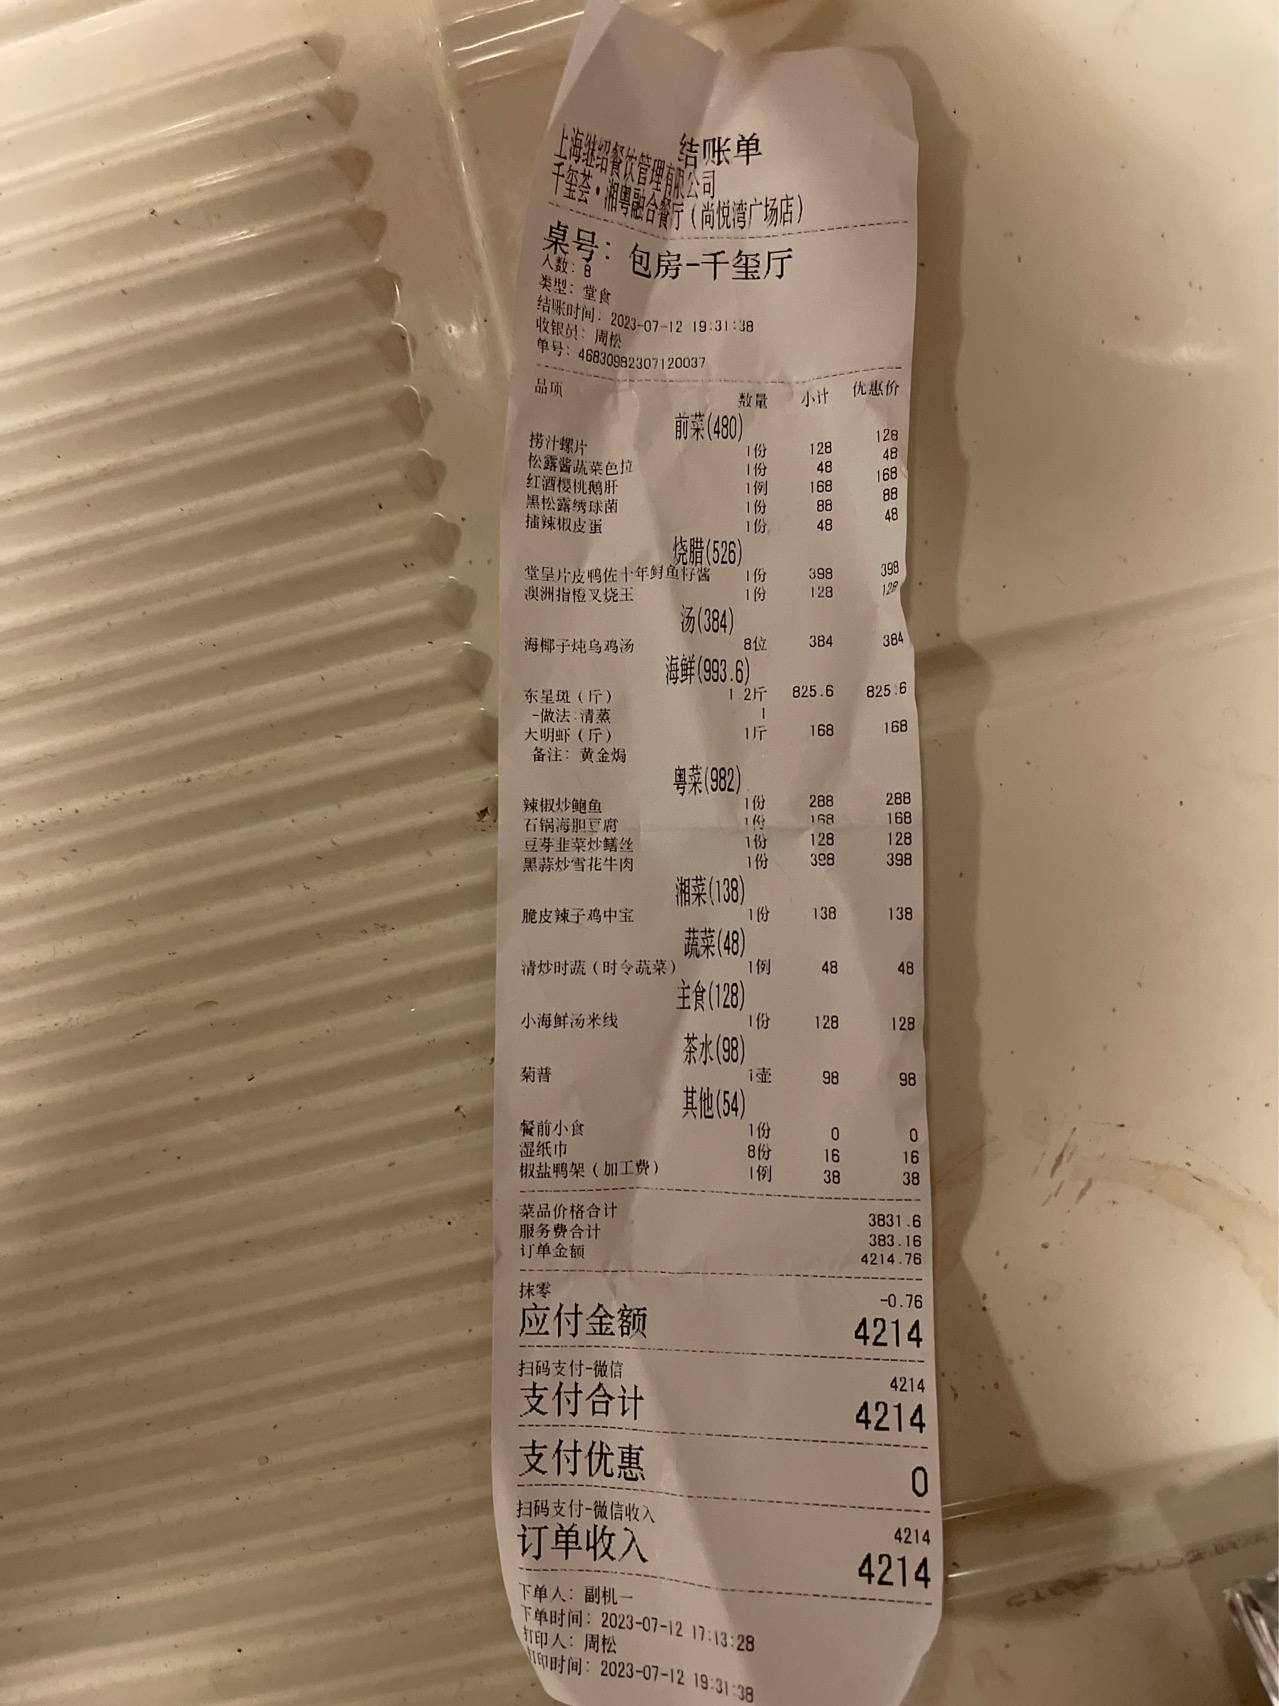 结账单
上海继绍餐饮管理有限公司
千玺荟·湘粤融合餐厅(尚悦湾广场店)
桌号: 包房-千玺厅
人数: 8
类型: 堂食
结账时间: 2023-07-12 19:31:38
收银员: 周松
单号: 46830982307120037
品项 数量 小计 优惠价
前菜(480)
捞汁螺片 1份 128 128
松露酱蔬菜色拉 1份 48 48
红酒樱桃鹅肝 1例 168 168
黑松露绣球菌 1份 88 88
擂辣椒皮蛋 1份 48 48
烧腊(526)
堂呈片皮鸭佐十年鲟鱼籽酱 1份 398 398
澳洲指橙叉烧王 1份 128 128
汤(384)
海椰子炖乌鸡汤 8位 384 384
海鲜(993.6)
东星斑(斤) 1.2斤 825.6 825.6
-做法:清蒸 1
大明虾(斤) 1斤 168 168
备注: 黄金焗
粤菜(982)
辣椒炒鲍鱼 1份 288 288
石锅海胆豆腐 1份 168 168
豆芽韭菜炒鳝丝 1份 128 128
黑蒜炒雪花牛肉 1份 398 398
湘菜(138)
脆皮辣子鸡中宝 1份 138 138
蔬菜(48)
清炒时蔬(时令蔬菜) 1例 48 48
主食(128)
小海鲜汤米线 1份 128 128
茶水(98)
菊普 1壶 98 98
其他(54)
餐前小食 1份 0 0
湿纸巾 8份 16 16
椒盐鸭架(加工费) 1例 38 38
菜品价格合计 3831.6
服务费合计 383.16
订单金额 4214.76
抹零 -0.76
应付金额 4214
扫码支付-微信 4214
支付合计 4214
支付优惠 0
扫码支付-微信收入 4214
订单收入 4214
下单人: 副机一
下单时间: 2023-07-12 17:13:28
打印人: 周松
打印时间: 2023-07-12 19:31:38